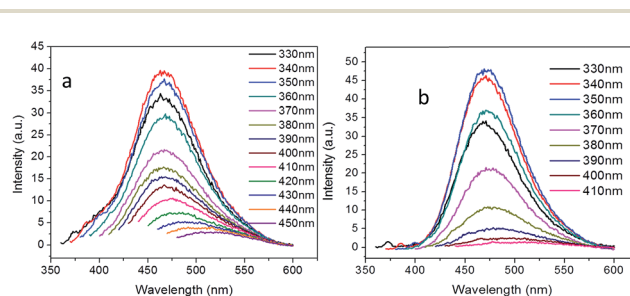 a
45
40
35
30
25
20
15
10
5
0
Intensity (a.u.)
350 400 450 500 550 600
Wavelength (nm)
330nm
340nm
350nm
360nm
370nm
380nm
390nm
400nm
410nm
420nm
430nm
440nm
450nm
b
50
45
40
35
30
25
20
15
10
5
0
Intensity (a.u.)
350 400 450 500 550 600
Wavelength (nm)
330nm
340nm
350nm
360nm
370nm
380nm
390nm
400nm
410nm